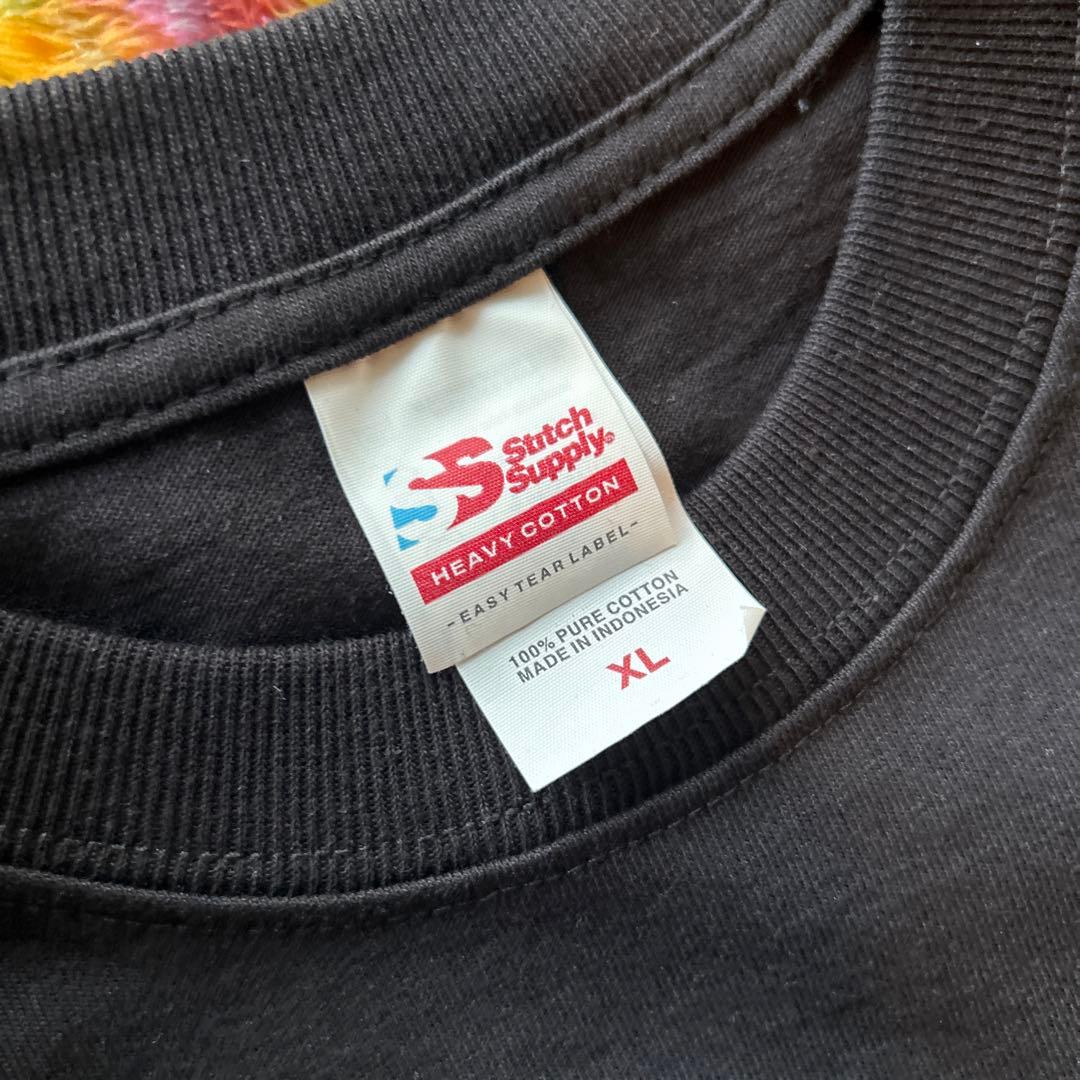 SS
Stitch
Supply®
HEAVY COTTON
-EASY TEAR LABEL-
100% PURE COTTON
MADE IN INDONESIA
XL